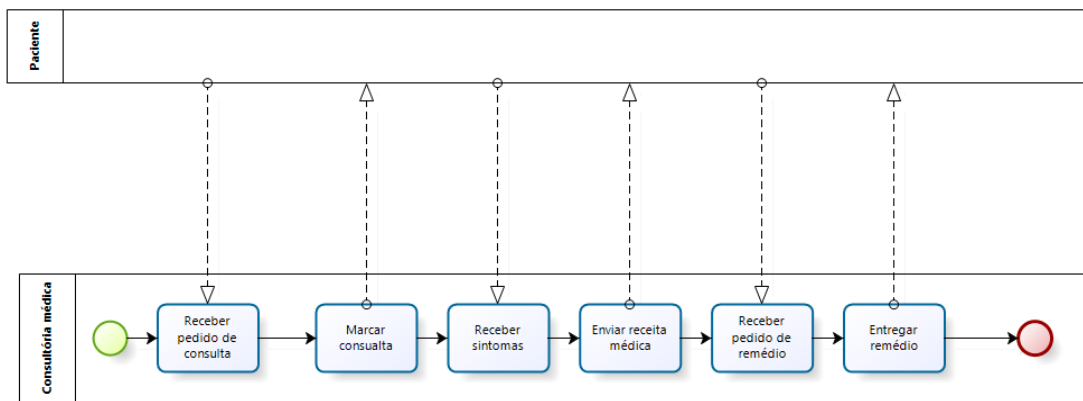 Paciente
Consultória médica
Receber
pedido de
consulta
Marcar
consualta
Receber
sintomas
Enviar receita
médica
Receber
pedido de
remédio
Entregar
remédio